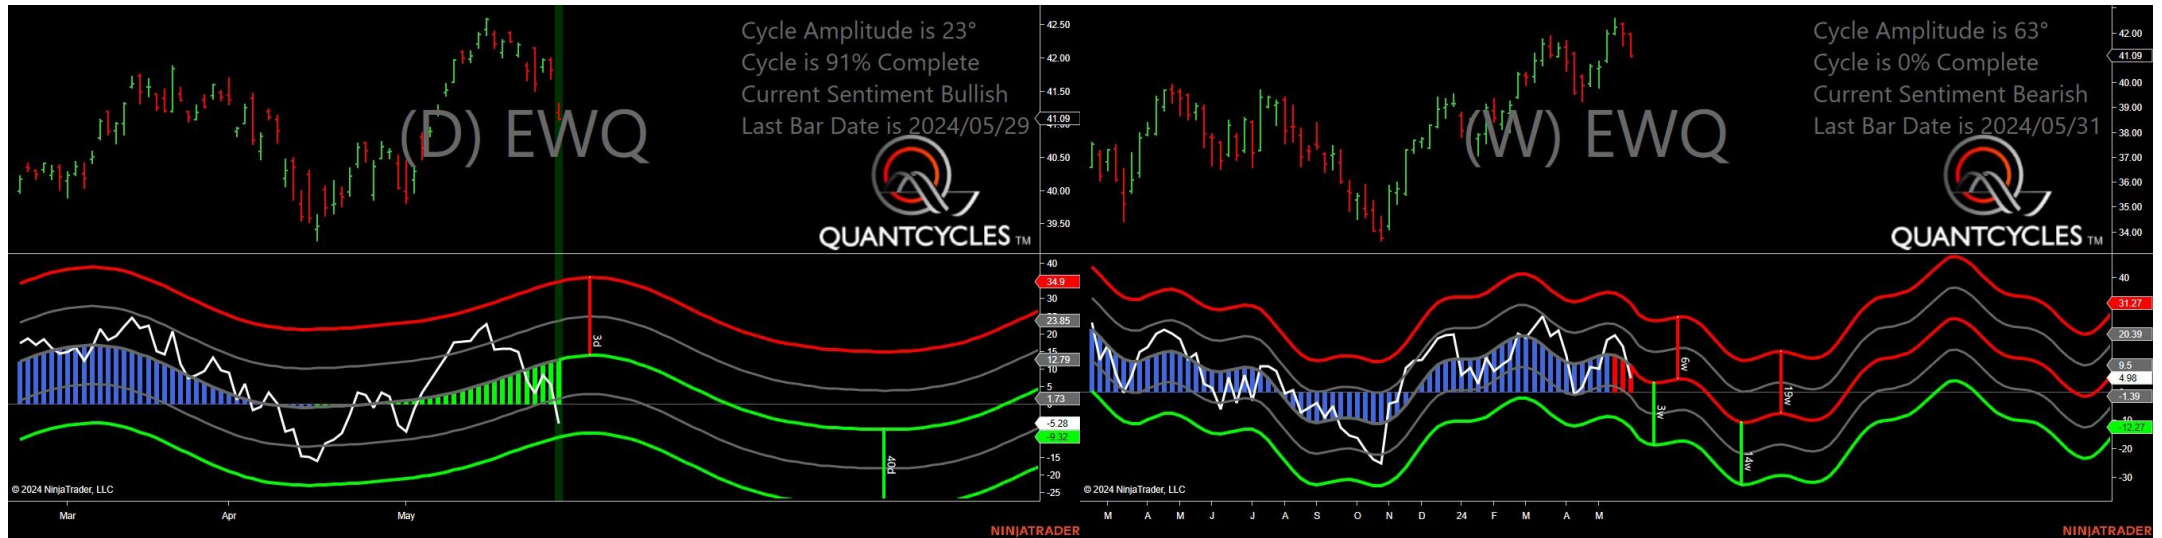 Cycle Amplitude is 23°
Cycle is 91% Complete
Current Sentiment Bullish
Last Bar Date is 2024/05/29
(D) EWQ
QUANTCYCLES TM
42.50
42.00
41.50
41.09
40.50
40.00
39.50
40
34.9
30
23.85
20
15
12.79
10
5
1.73
-5.28
-9.32
-15
-20
-25
3d
40d
© 2024 NinjaTrader, LLC
Mar
Apr
May
NINJATRADER
Cycle Amplitude is 63°
Cycle is 0% Complete
Current Sentiment Bearish
Last Bar Date is 2024/05/31
(W) EWQ
QUANTCYCLES TM
42.00
41.09
40.00
39.00
38.00
37.00
36.00
35.00
34.00
40
31.27
20.39
9.5
4.98
-1.39
-12.27
-20
-30
6w
3w
19w
14w
© 2024 NinjaTrader, LLC
M A M J J A S O N D 24 F M A M
NINJATRADER